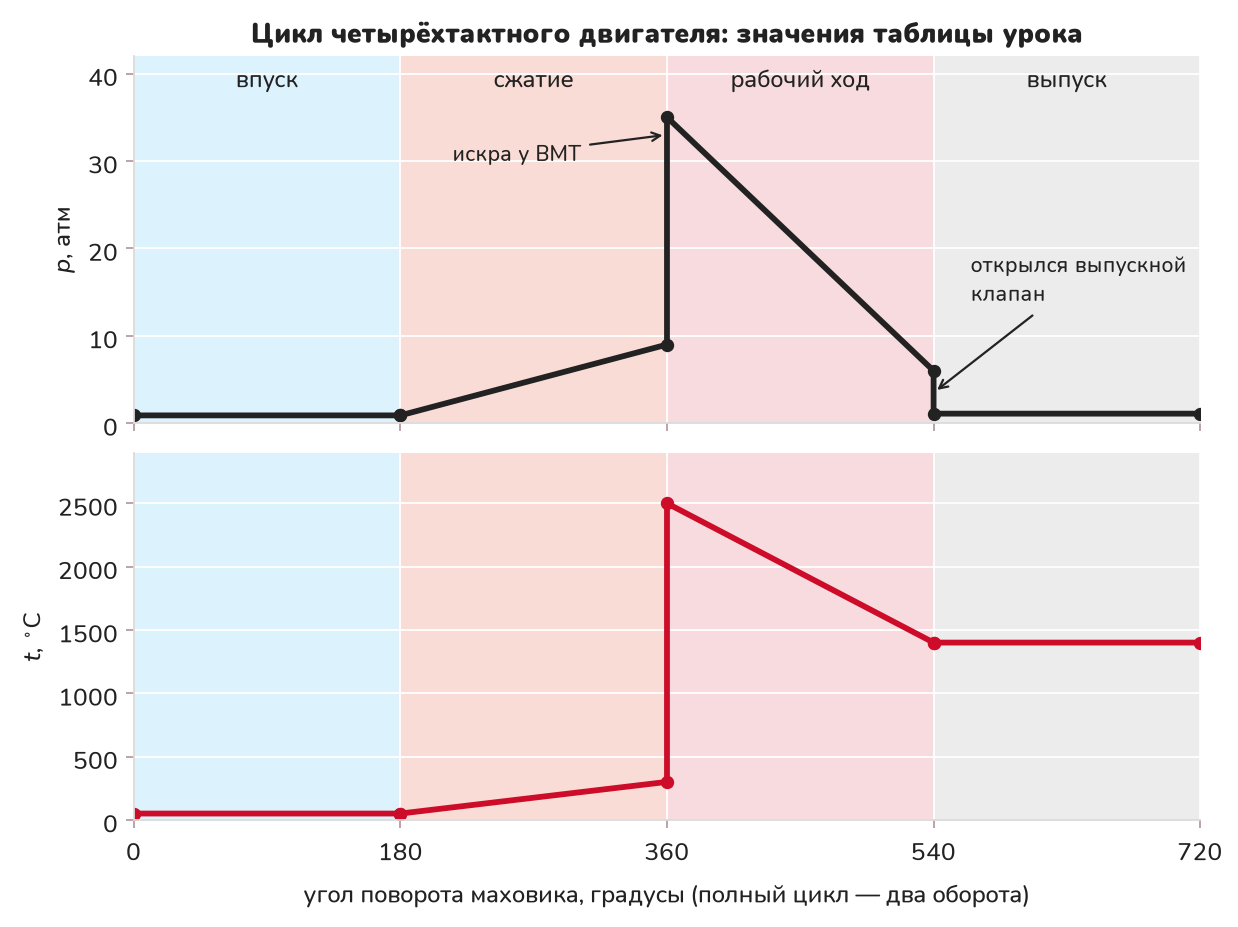 Цикл четырёхтактного двигателя: значения таблицы урока
впуск
сжатие
рабочий ход
выпуск
искра у ВМТ
открылся выпускной
клапан
p, атм
40
30
20
10
0
t, °C
2500
2000
1500
1000
500
0
0
180
360
540
720
угол поворота маховика, градусы (полный цикл — два оборота)